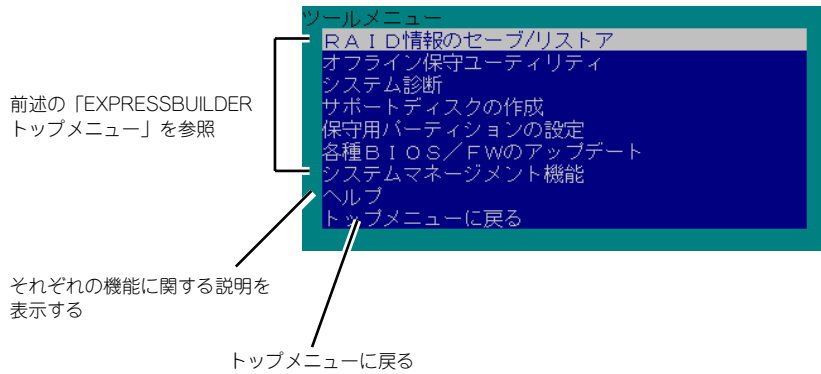 ツールメニュー
ＲＡＩＤ情報のセーブ/リストア
オフライン保守ユーティリティ
システム診断
サポートディスクの作成
保守用パーティションの設定
各種ＢＩＯＳ／ＦＷのアップデート
システムマネージメント機能
ヘルプ
トップメニューに戻る
前述の「EXPRESSBUILDER
トップメニュー」を参照
それぞれの機能に関する説明を
表示する
トップメニューに戻る